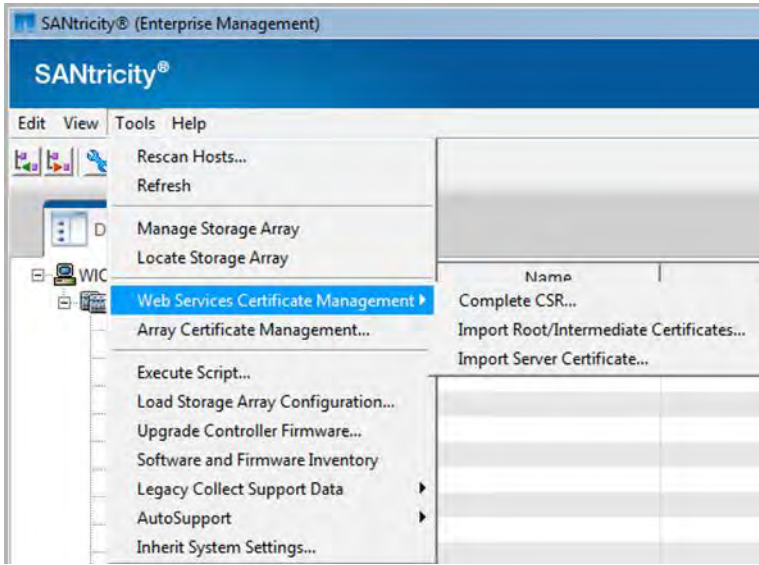 SANtricity® (Enterprise Management)
SANtricity®
Edit View Tools Help
Rescan Hosts...
Refresh
D
Manage Storage Array
Locate Storage Array
WIC
Name
Web Services Certificate Management
Complete CSR...
Array Certificate Management...
Import Root/Intermediate Certificates...
Import Server Certificate...
Execute Script...
Load Storage Array Configuration...
Upgrade Controller Firmware...
Software and Firmware Inventory
Legacy Collect Support Data
AutoSupport
Inherit System Settings...